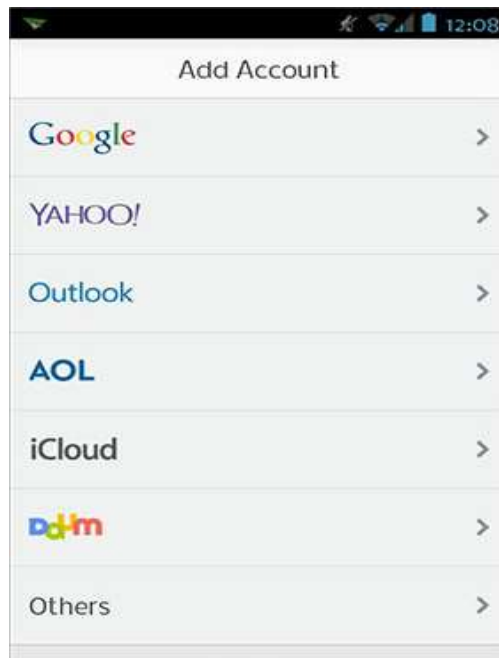 12:08
Add Account
Google
YAHOO!
Outlook
AOL
iCloud
Daum
Others